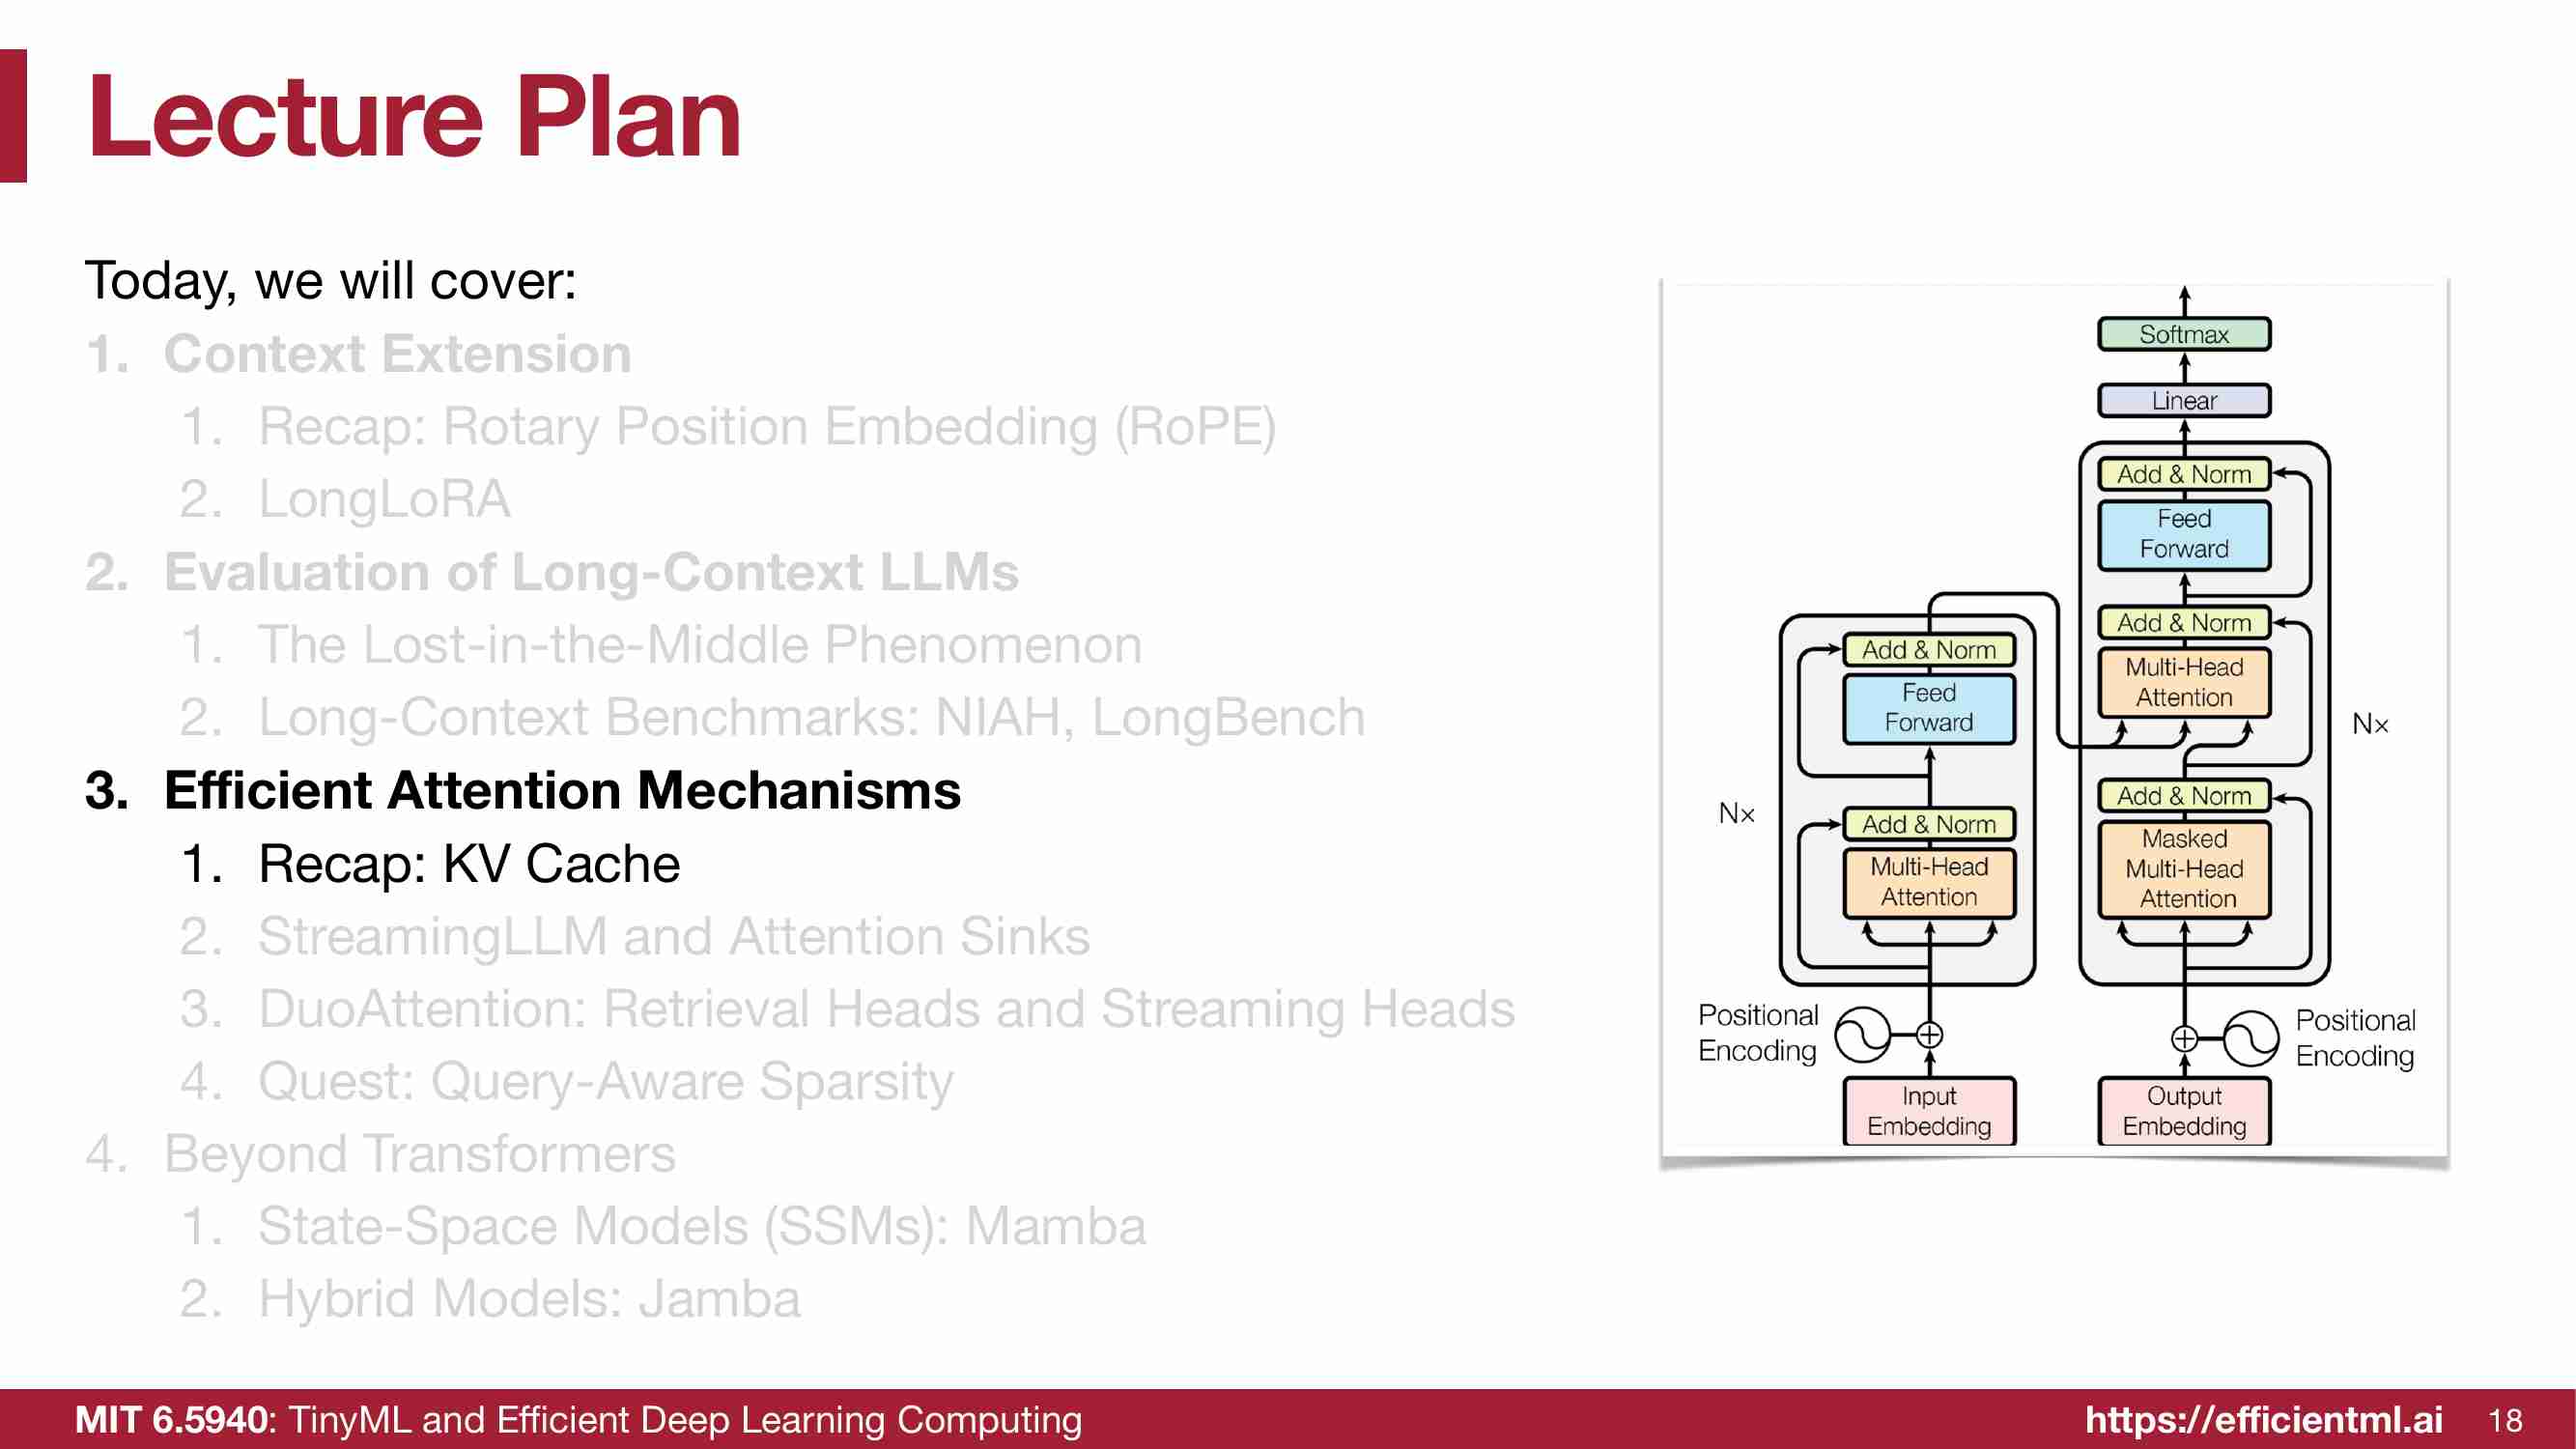 Lecture Plan
Today, we will cover:
1. Context Extension
1. Recap: Rotary Position Embedding (RoPE)
2. LongLoRA
2. Evaluation of Long-Context LLMs
1. The Lost-in-the-Middle Phenomenon
2. Long-Context Benchmarks: NIAH, LongBench
3. Efficient Attention Mechanisms
1. Recap: KV Cache
2. StreamingLLM and Attention Sinks
3. DuoAttention: Retrieval Heads and Streaming Heads
4. Quest: Query-Aware Sparsity
4. Beyond Transformers
1. State-Space Models (SSMs): Mamba
2. Hybrid Models: Jamba
Softmax
Linear
Add & Norm
Feed
Forward
Add & Norm
Multi-Head
Attention
N×
Add & Norm
Masked
Multi-Head
Attention
Positional
Encoding
Output
Embedding
Add & Norm
Feed
Forward
N×
Add & Norm
Multi-Head
Attention
Positional
Encoding
Input
Embedding
MIT 6.5940: TinyML and Efficient Deep Learning Computing
https://efficientml.ai
18